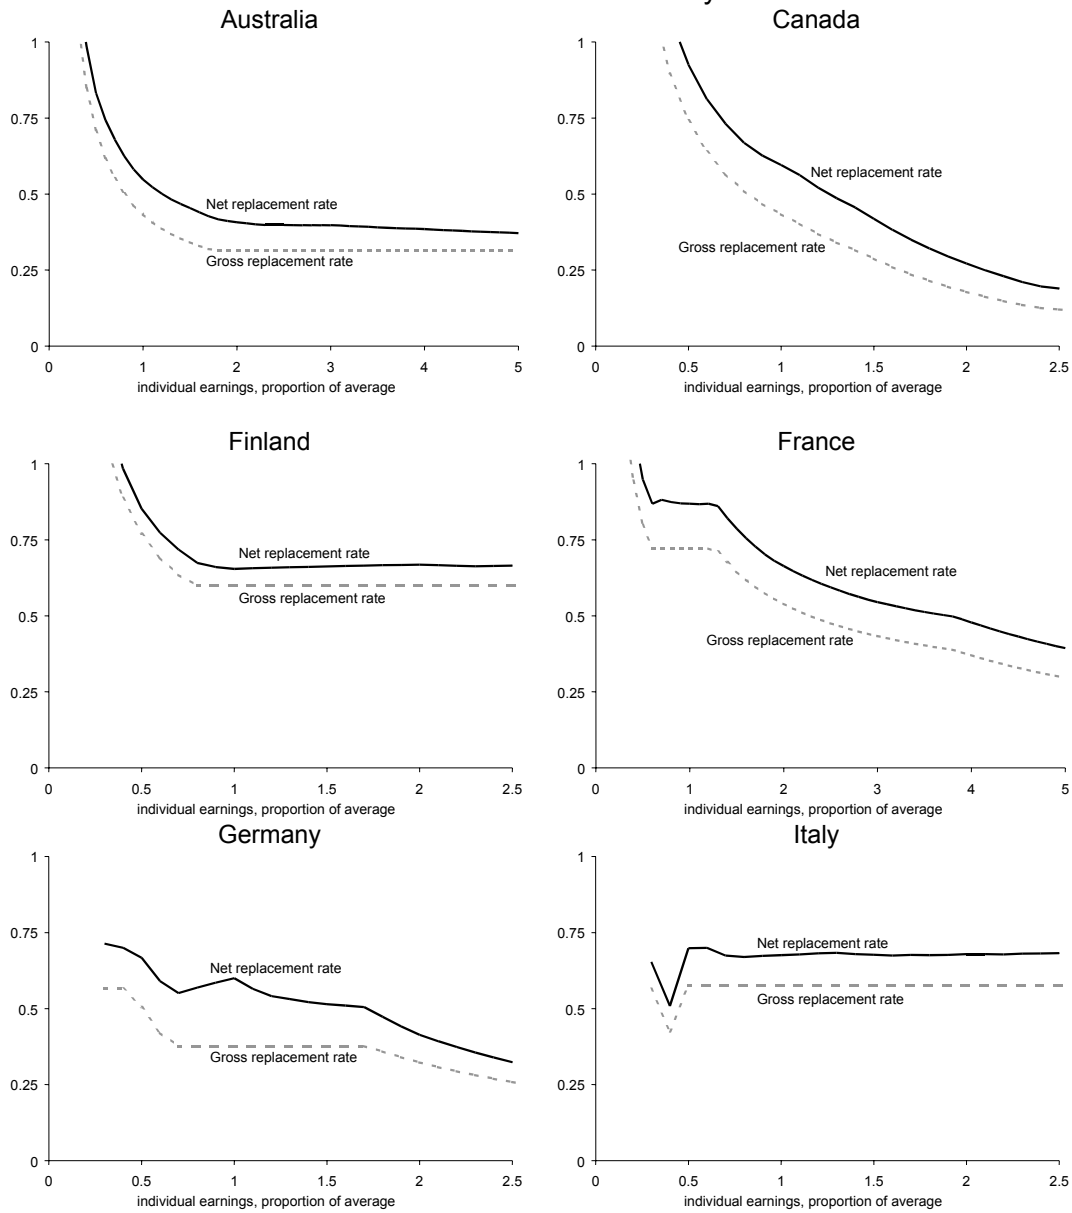 Australia
1
0.75
Net replacement rate
0.5
0.25
Gross replacement rate
0
0 1 2 3 4 5
individual earnings, proportion of average
Canada
1
0.75
Net replacement rate
0.5
Gross replacement rate
0.25
0
0 0.5 1 1.5 2 2.5
individual earnings, proportion of average
Finland
1
0.75
Net replacement rate
Gross replacement rate
0.5
0.25
0
0 0.5 1 1.5 2 2.5
individual earnings, proportion of average
France
1
0.75
Net replacement rate
0.5
Gross replacement rate
0.25
0
0 1 2 3 4 5
individual earnings, proportion of average
Germany
1
0.75
Net replacement rate
0.5
Gross replacement rate
0.25
0
0 0.5 1 1.5 2 2.5
individual earnings, proportion of average
Italy
1
0.75
Net replacement rate
Gross replacement rate
0.5
0.25
0
0 0.5 1 1.5 2 2.5
individual earnings, proportion of average